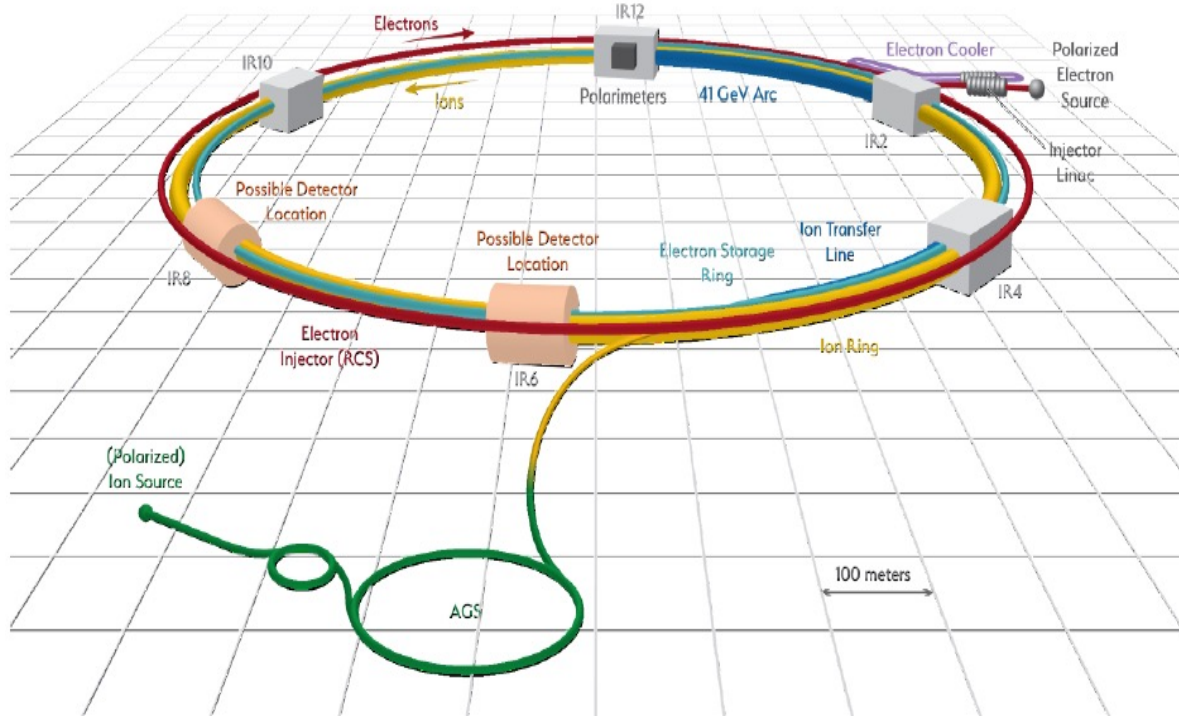 IR12
Electrons
Electron Cooler
Polarized
Electron
Source
IR10
Ions
Polarimeters
41 GeV Arc
IR2
Injector
Linac
Possible Detector
Location
Possible Detector
Location
Ion Transfer
Line
Electron Storage
Ring
IR8
IR4
Electron
Injector (RCS)
Ion Ring
IR6
(Polarized)
Ion Source
100 meters
AGS